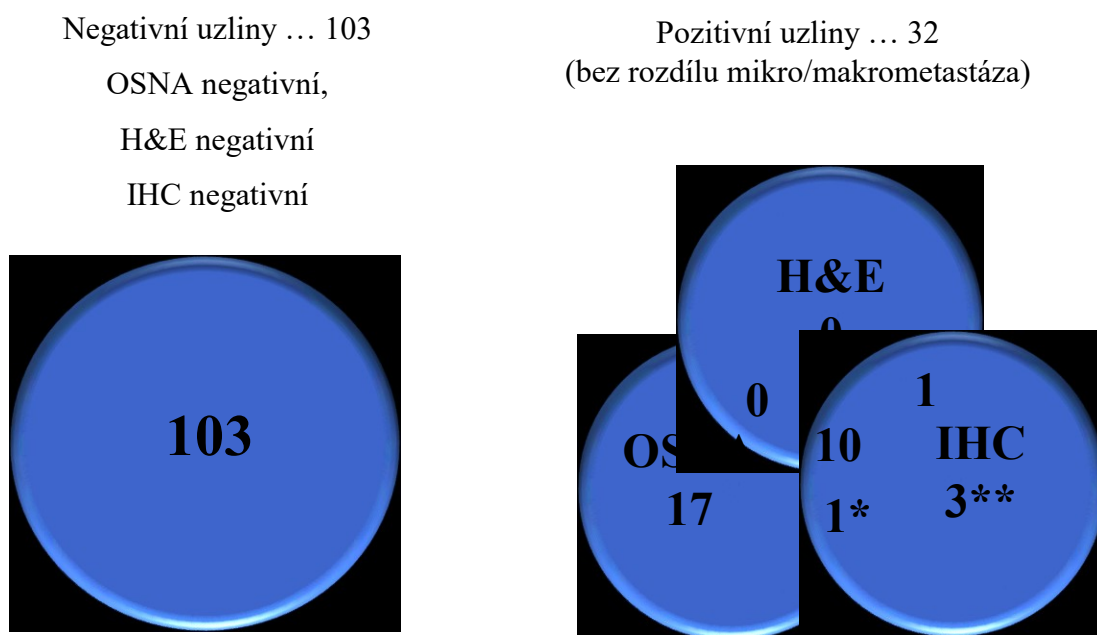 Negativní uzliny … 103
OSNA negativní,
H&E negativní
IHC negativní
103
Pozitivní uzliny … 32
(bez rozdílu mikro/makrometastáza)
H&E
0
0
17
1
10
IHC
1*
3**